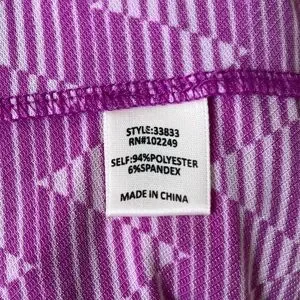 STYLE:33833
RN#102249
SELF:94%POLYESTER
6%SPANDEX
MADE IN CHINA